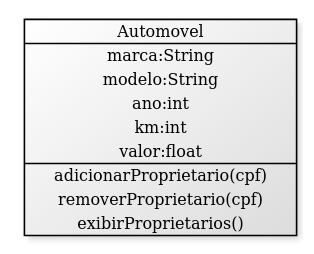 Automovel
marca:String
modelo:String
ano:int
km:int
valor:float
adicionarProprietario(cpf)
removerProprietario(cpf)
exibirProprietarios()